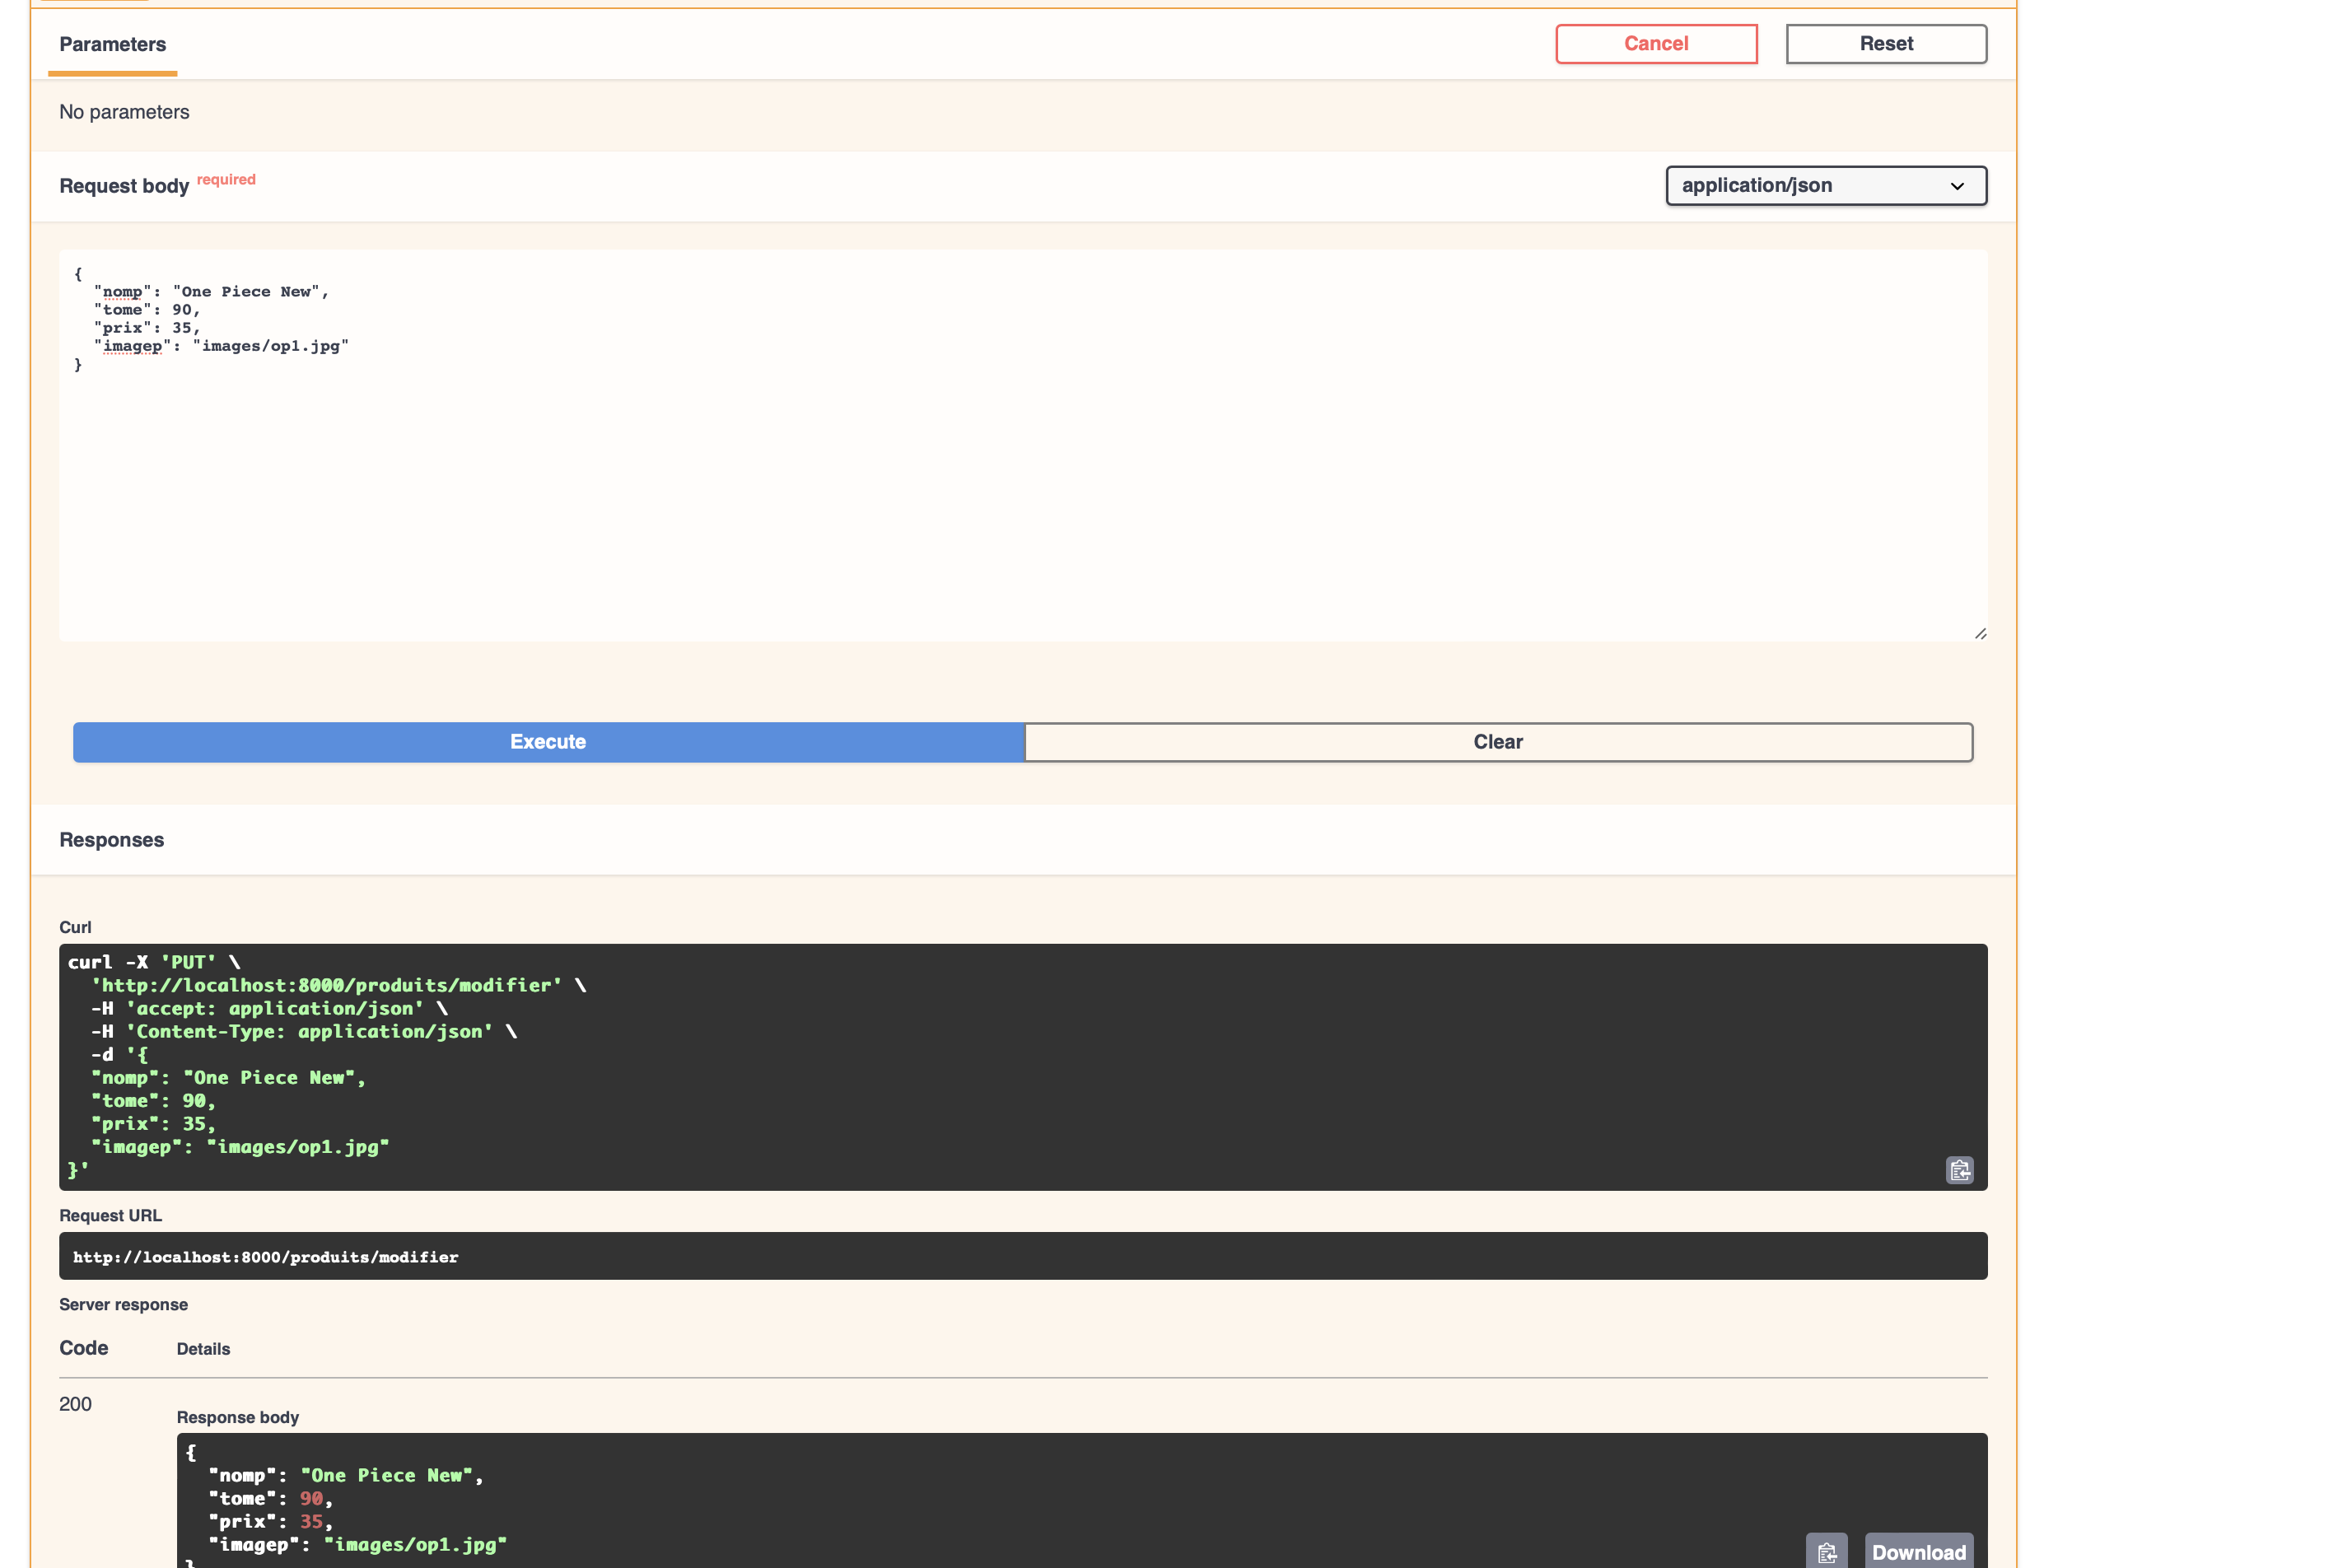 Parameters
Cancel
Reset
No parameters
Request body required
application/json
{
  "nomp": "One Piece New",
  "tome": 90,
  "prix": 35,
  "imagep": "images/op1.jpg"
}
Execute
Clear
Responses
Curl
curl -X 'PUT' \
  'http://localhost:8000/produits/modifier' \
  -H 'accept: application/json' \
  -H 'Content-Type: application/json' \
  -d '{
  "nomp": "One Piece New",
  "tome": 90,
  "prix": 35,
  "imagep": "images/op1.jpg"
}'
Request URL
http://localhost:8000/produits/modifier
Server response
Code
Details
200
Response body
{
  "nomp": "One Piece New",
  "tome": 90,
  "prix": 35,
  "imagep": "images/op1.jpg"
}
Download